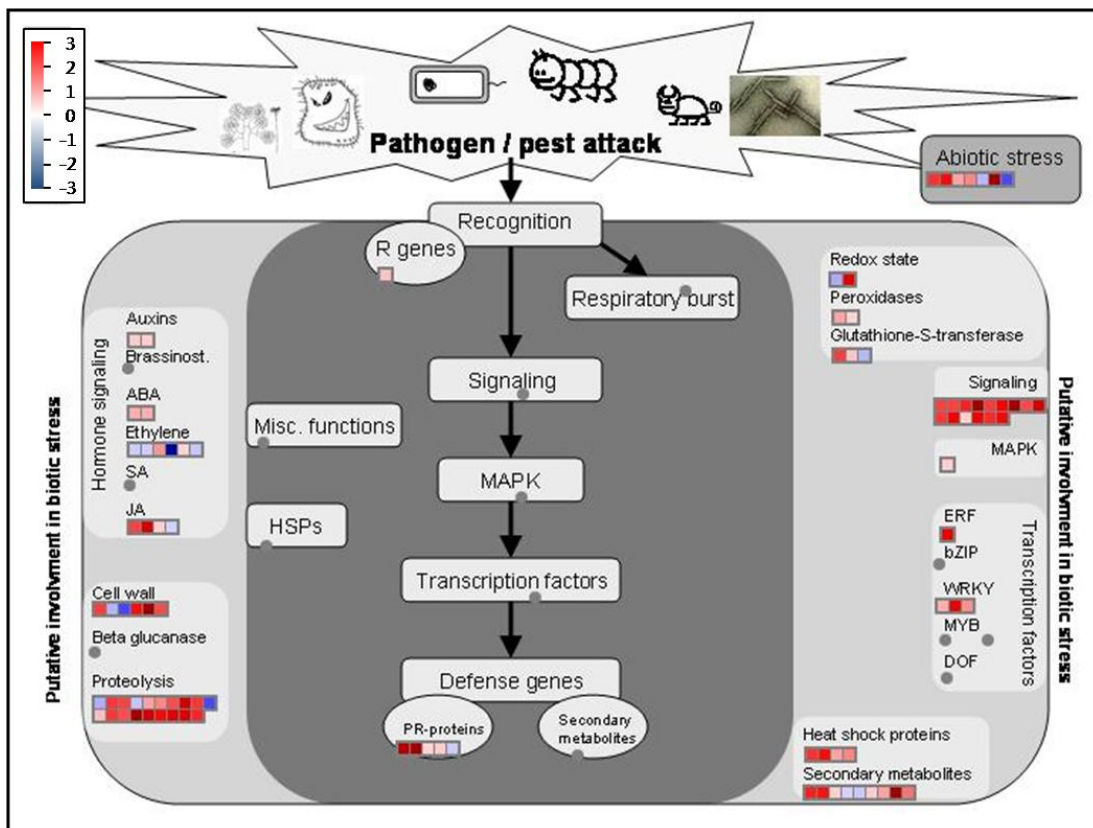 3
2
1
0
-1
-2
-3
Pathogen / pest attack
Abiotic stress
Recognition
R genes
Respiratory burst
Signaling
Misc. functions
MAPK
HSPs
Transcription factors
Defense genes
PR-proteins
Secondary
metabolites
Putative involvment in biotic stress
Hormone signaling
Auxins
Brassinost.
ABA
Ethylene
SA
JA
Cell wall
Beta glucanase
Proteolysis
Redox state
Peroxidases
Glutathione-S-transferase
Signaling
MAPK
ERF
bZIP
WRKY
MYB
DOF
Transcription factors
Putative involvment in biotic stress
Heat shock proteins
Secondary metabolites